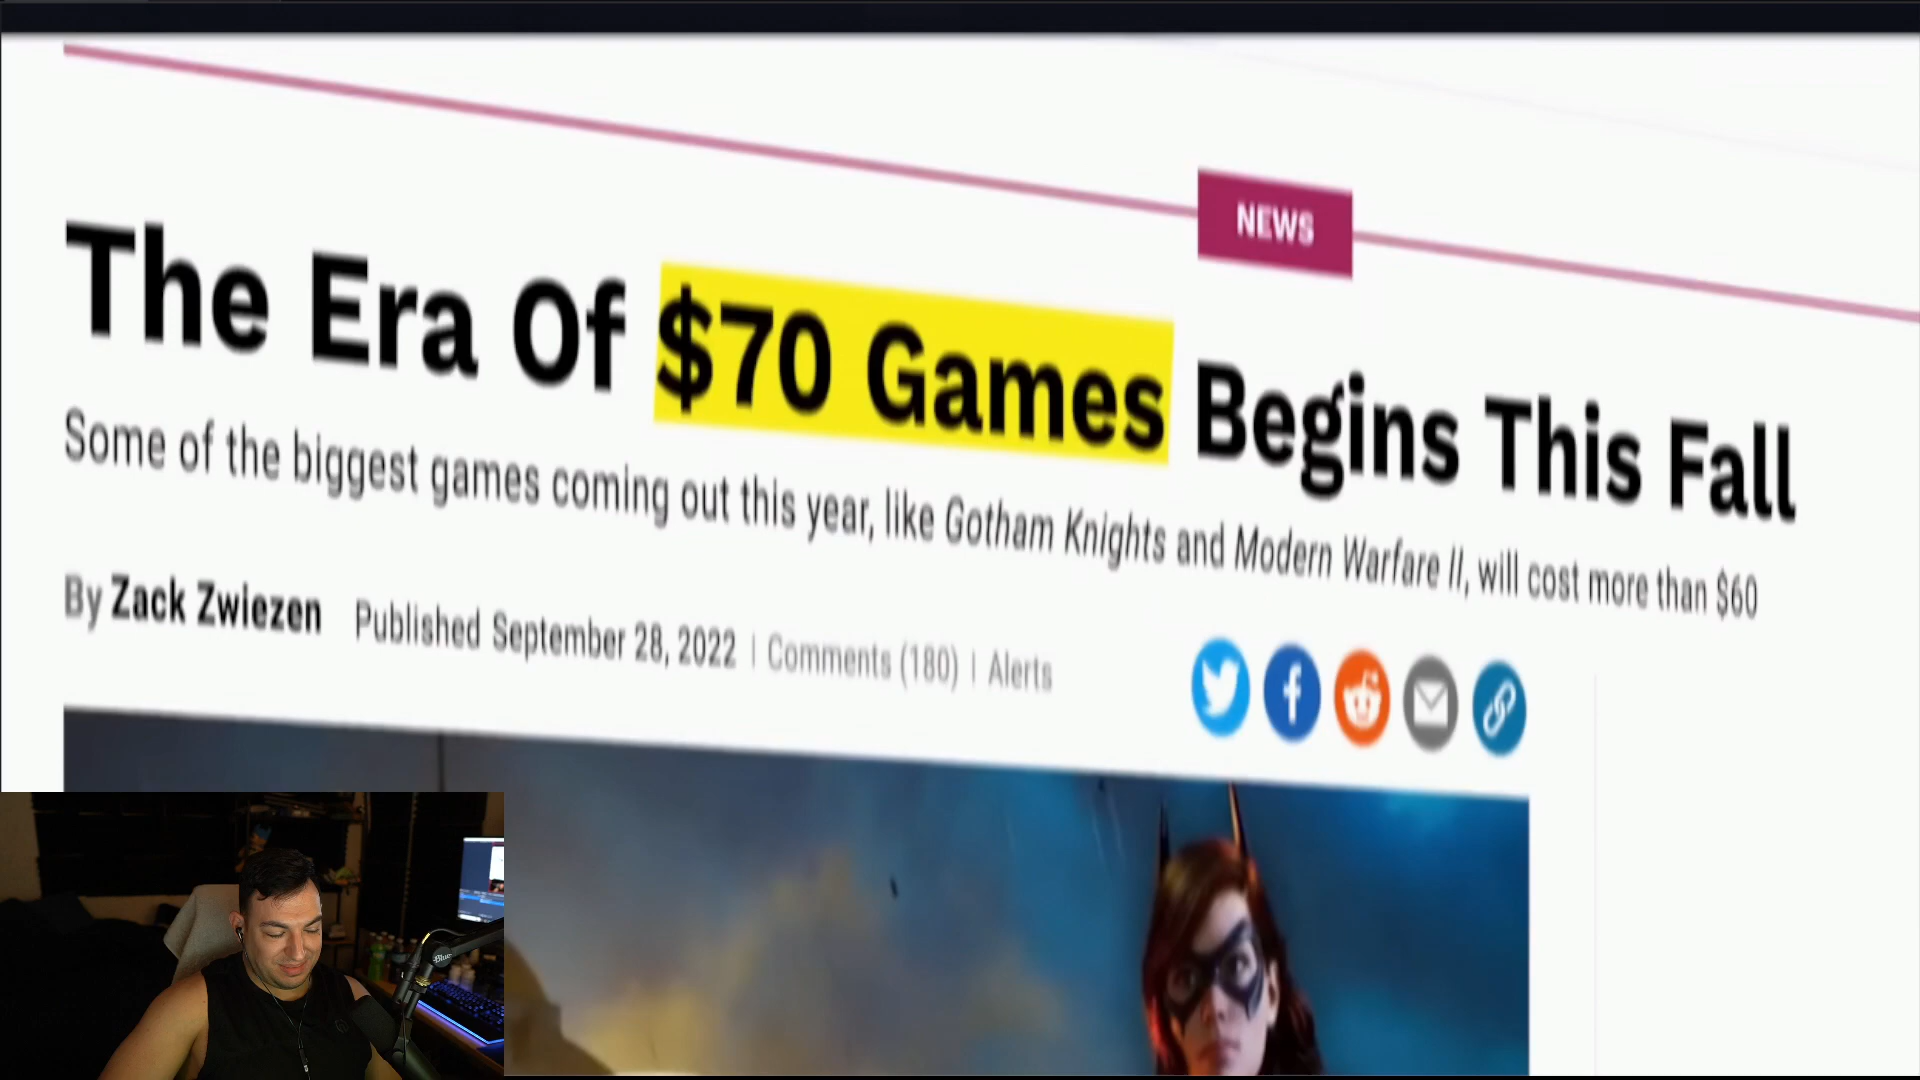 NEWS
The Era Of $70 Games Begins This Fall
Some of the biggest games coming out this year, like Gotham Knights and Modern Warfare II, will cost more than $60
By Zack Zwiezen Published September 28, 2022 | Comments (180) | Alerts
Blue